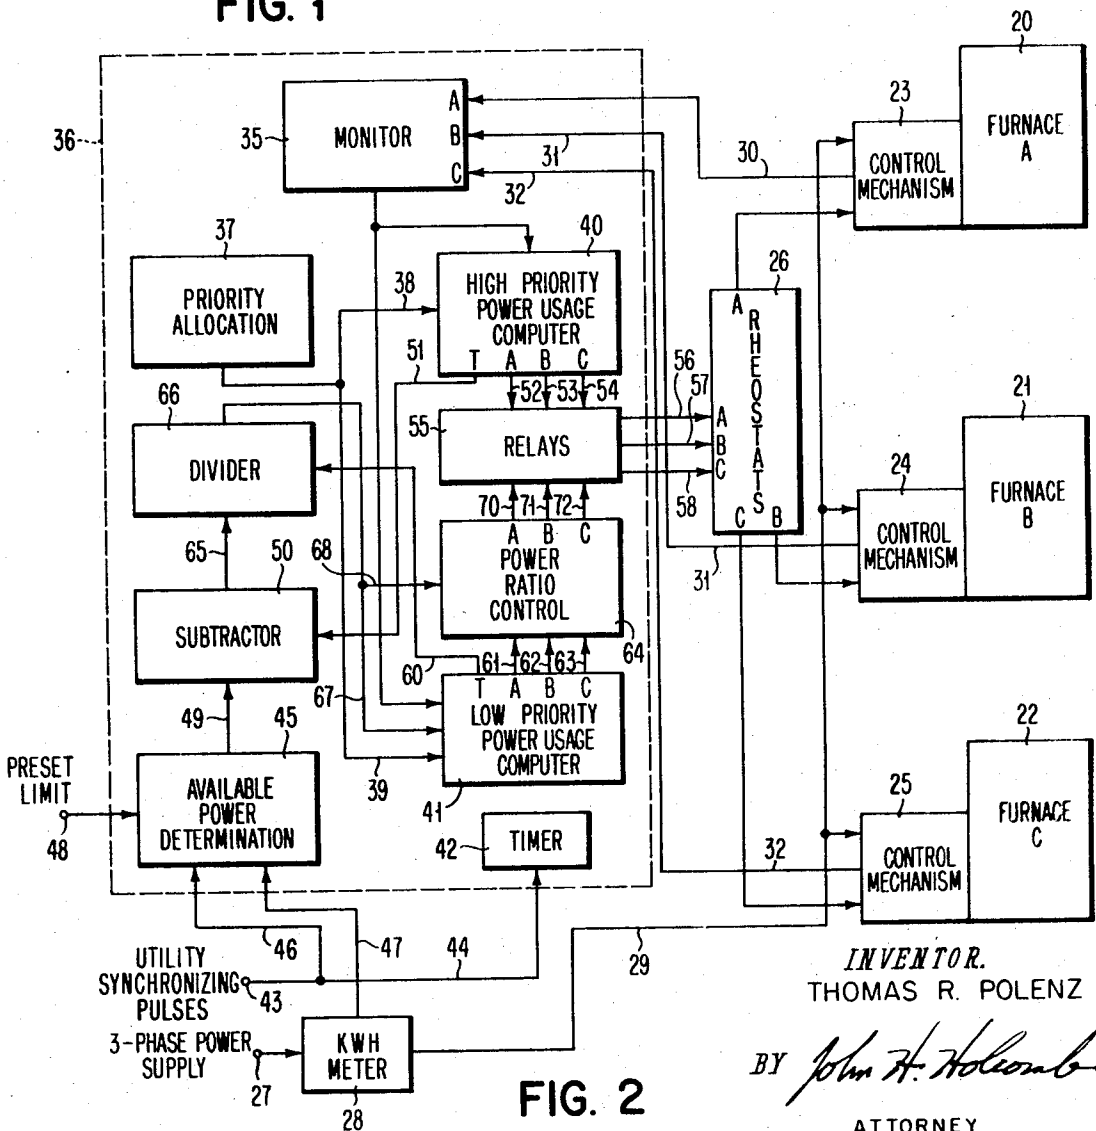 FIG. 1
20
FURNACE
A
23
CONTROL
MECHANISM
36
35
MONITOR
A
B
C
31
32
30
37
PRIORITY
ALLOCATION
38
40
HIGH PRIORITY
POWER USAGE
COMPUTER
T A B C
51
52
53
54
26
A
RHEOSTATS
A
B
C
C B
56
57
58
66
DIVIDER
55
RELAYS
21
FURNACE
B
24
CONTROL
MECHANISM
31
70
71
72
A B C
POWER
RATIO
CONTROL
64
65
68
50
SUBTRACTOR
60
61
62
63
67
T A B C
LOW PRIORITY
POWER USAGE
COMPUTER
41
39
49
45
AVAILABLE
POWER
DETERMINATION
PRESET
LIMIT
48
42
TIMER
22
FURNACE
C
25
CONTROL
MECHANISM
32
46
47
44
29
UTILITY
SYNCHRONIZING
PULSES
43
3-PHASE POWER
SUPPLY
27
KWH
METER
28
FIG. 2
INVENTOR.
THOMAS R. POLENZ
BY John H. Holcomb
ATTORNEY